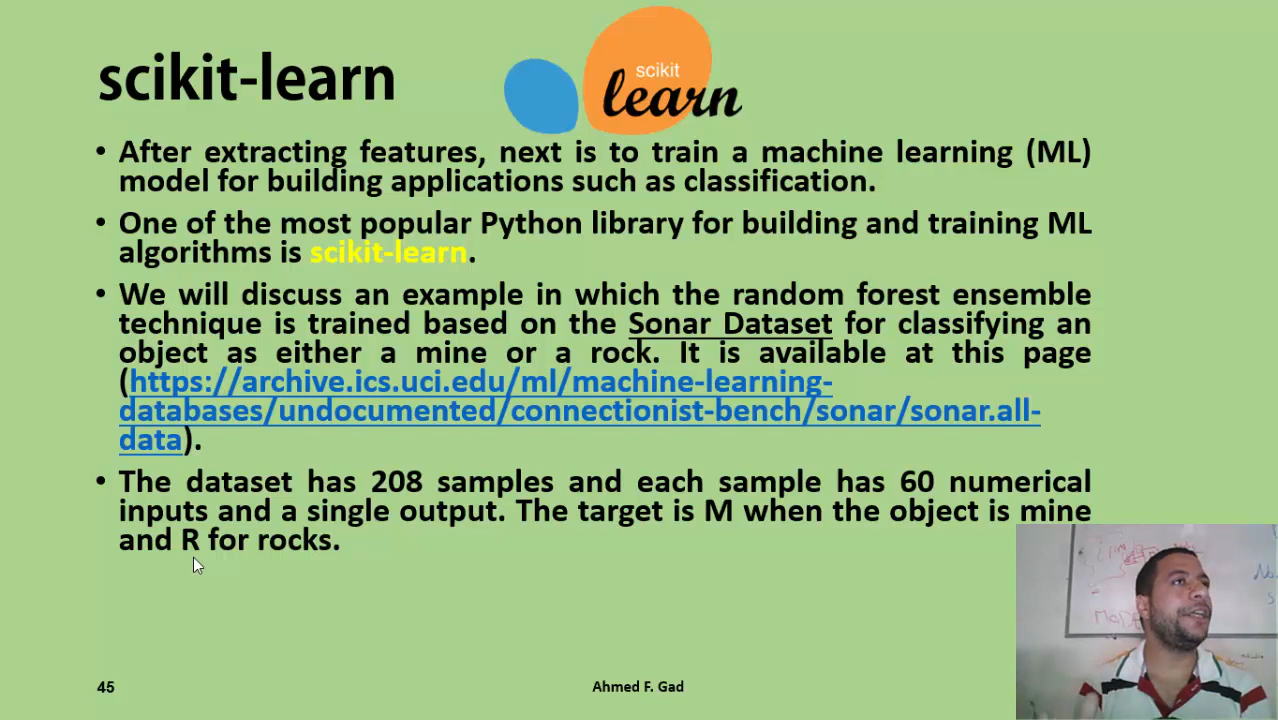 scikit-learn
scikit
learn
• After extracting features, next is to train a machine learning (ML)
model for building applications such as classification.
• One of the most popular Python library for building and training ML
algorithms is scikit-learn.
• We will discuss an example in which the random forest ensemble
technique is trained based on the Sonar Dataset for classifying an
object as either a mine or a rock. It is available at this page
(https://archive.ics.uci.edu/ml/machine-learning-
databases/undocumented/connectionist-bench/sonar/sonar.all-
data).
• The dataset has 208 samples and each sample has 60 numerical
inputs and a single output. The target is M when the object is mine
and R for rocks.
45
Ahmed F. Gad